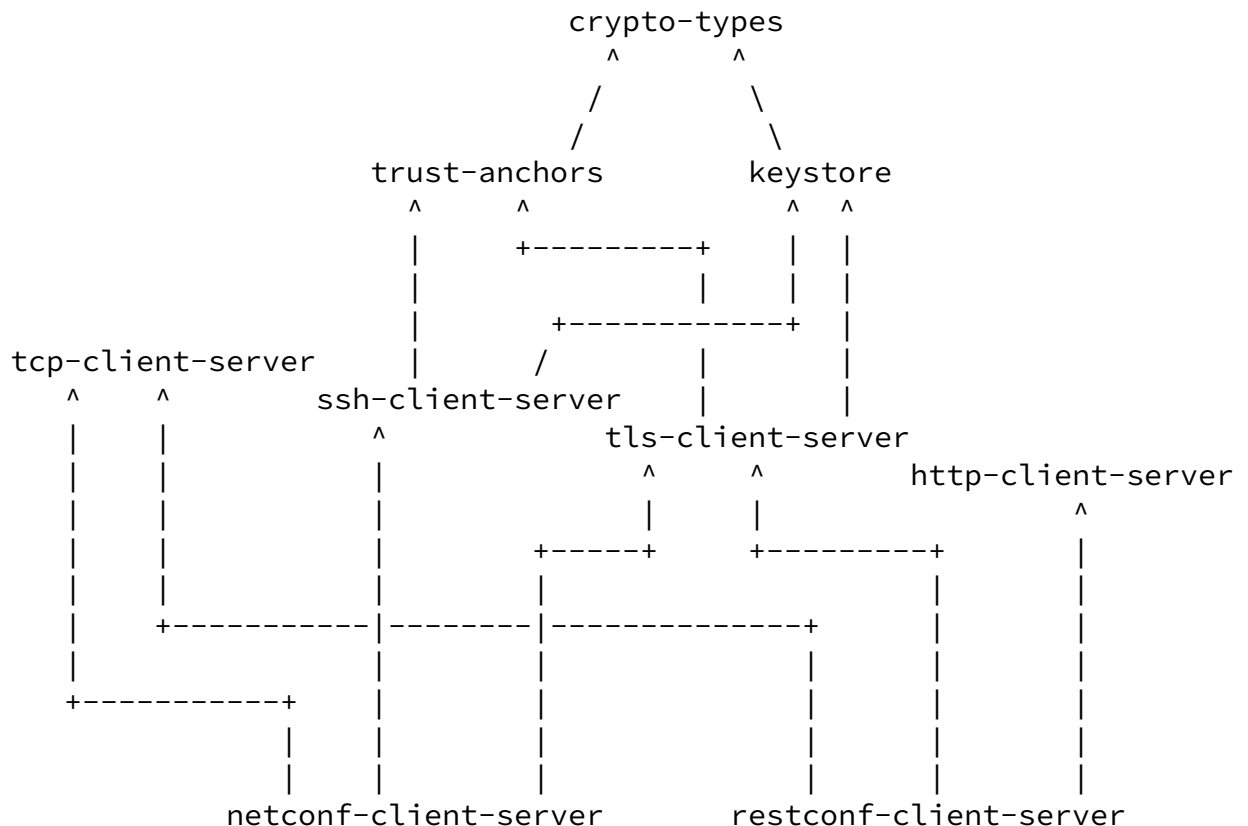 crypto-types
trust-anchors keystore
tcp-client-server
ssh-client-server
tls-client-server
http-client-server
netconf-client-server restconf-client-server